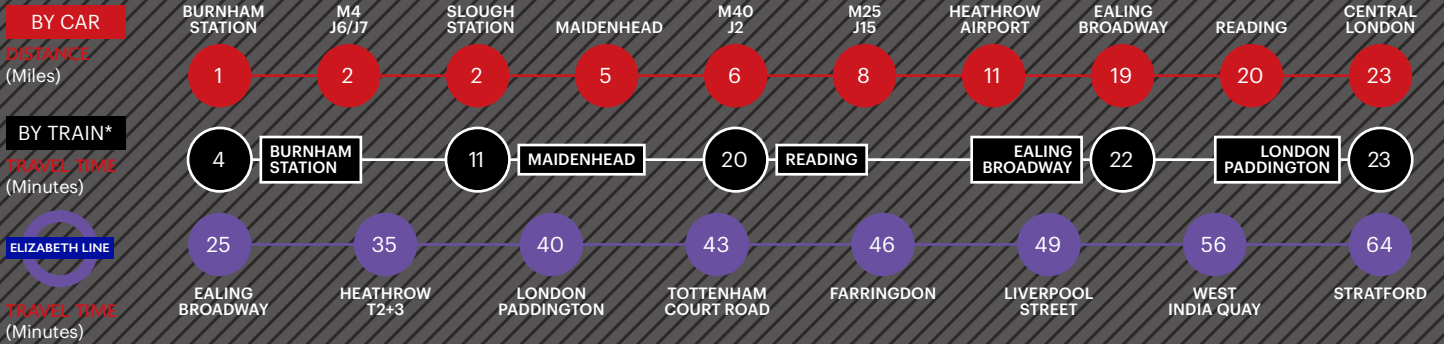 BY CAR
DISTANCE
(Miles)
BURNHAM
STATION
M4
J6/J7
SLOUGH
STATION
MAIDENHEAD
M40
J2
M25
J15
HEATHROW
AIRPORT
EALING
BROADWAY
READING
CENTRAL
LONDON
1
2
2
5
6
8
11
19
20
23
BY TRAIN*
TRAVEL TIME
(Minutes)
4
BURNHAM
STATION
11
MAIDENHEAD
20
READING
EALING
BROADWAY
22
LONDON
PADDINGTON
23
ELIZABETH LINE
TRAVEL TIME
(Minutes)
25
35
40
43
46
49
56
64
EALING
BROADWAY
HEATHROW
T2+3
LONDON
PADDINGTON
TOTTENHAM
COURT ROAD
FARRINGDON
LIVERPOOL
STREET
WEST
INDIA QUAY
STRATFORD